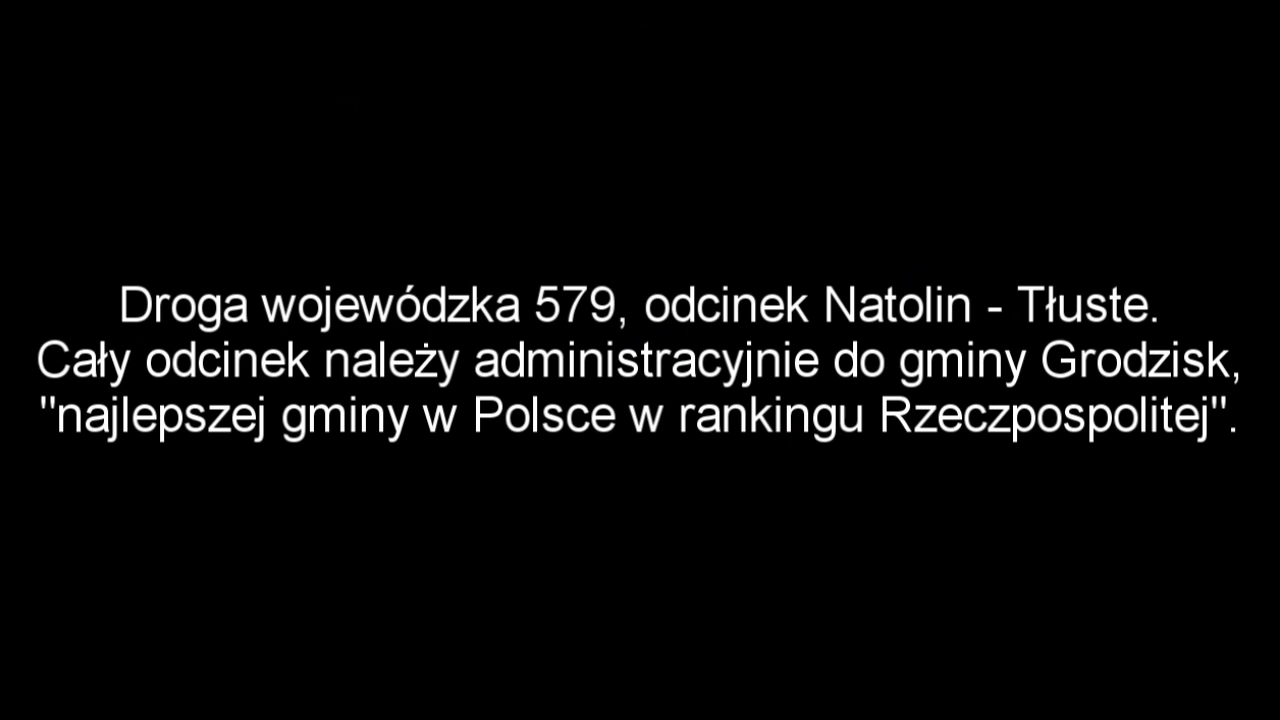 Droga wojewódzka 579, odcinek Natolin - Tłuste.
Cały odcinek należy administracyjnie do gminy Grodzisk,
"najlepszej gminy w Polsce w rankingu Rzeczpospolitej".